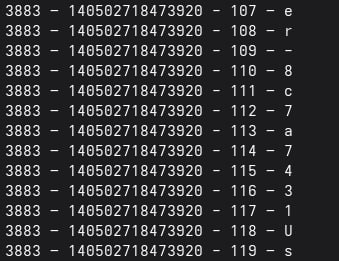 3883 - 140502718473920 - 107 - e
3883 - 140502718473920 - 108 - r
3883 - 140502718473920 - 109 - -
3883 - 140502718473920 - 110 - 8
3883 - 140502718473920 - 111 - c
3883 - 140502718473920 - 112 - 7
3883 - 140502718473920 - 113 - a
3883 - 140502718473920 - 114 - 7
3883 - 140502718473920 - 115 - 4
3883 - 140502718473920 - 116 - 3
3883 - 140502718473920 - 117 - 1
3883 - 140502718473920 - 118 - U
3883 - 140502718473920 - 119 - s